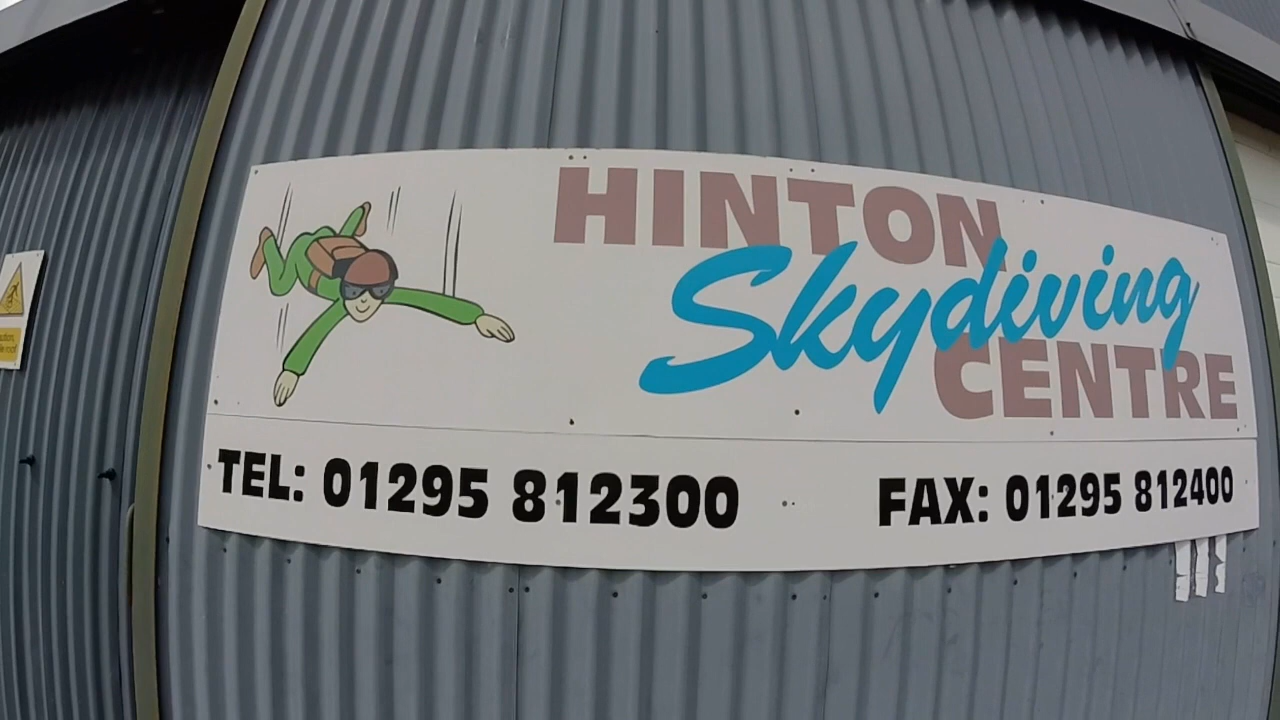 HINTON
Skydiving
CENTRE
TEL: 01295 812300
FAX: 01295 812400